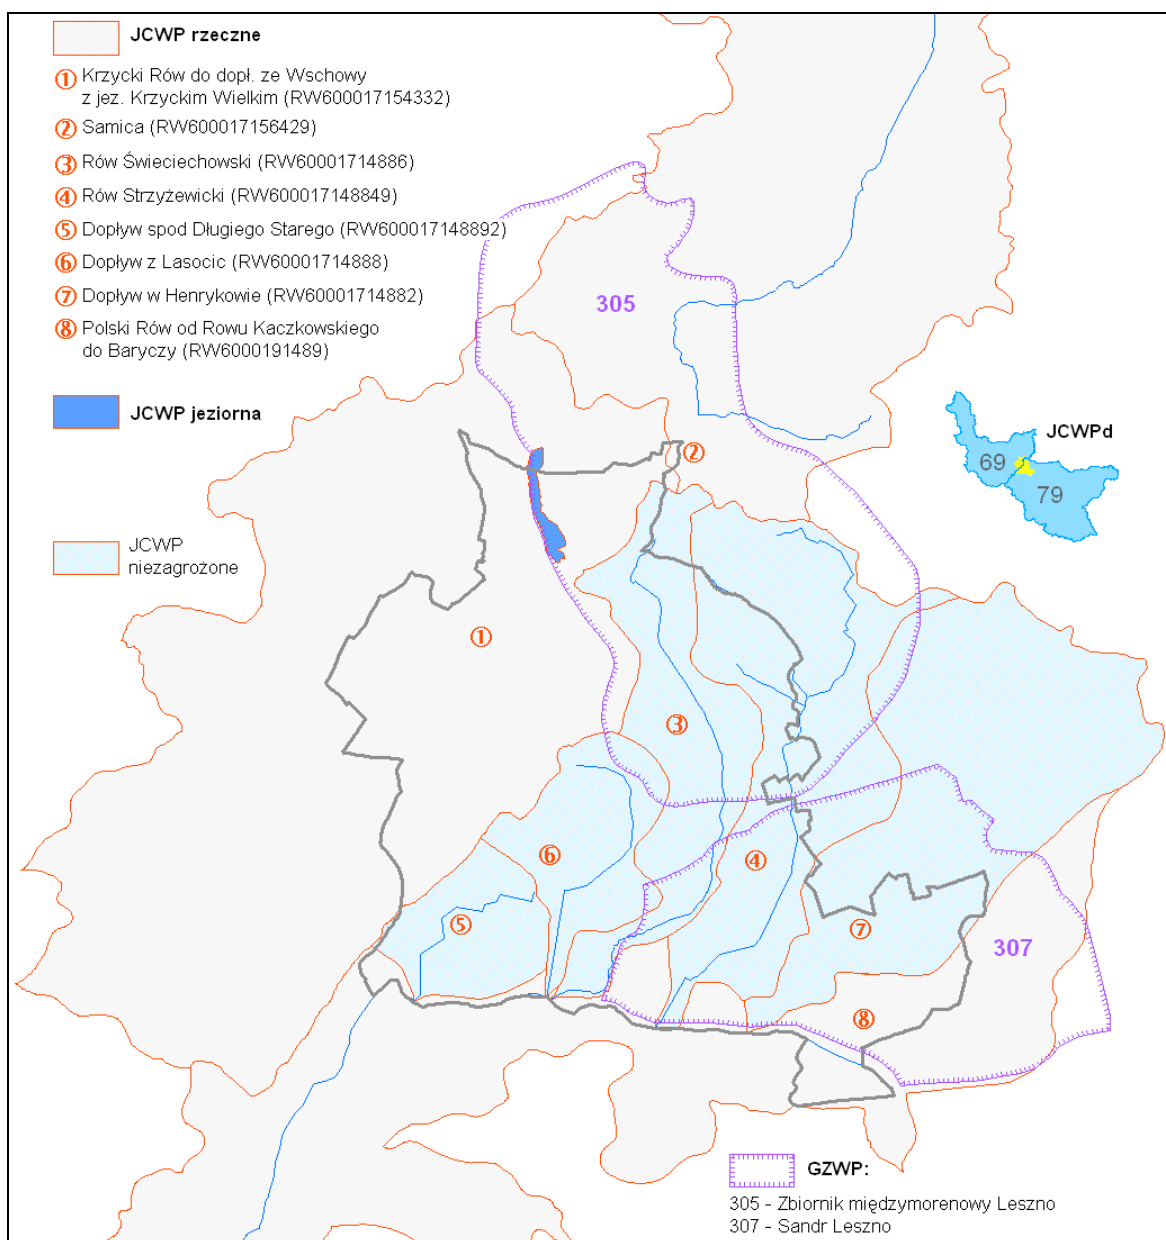 JCWP rzeczne
1 Krzycki Rów do dopł. ze Wschowy
z jez. Krzyckim Wielkim (RW600017154332)
2 Samica (RW600017156429)
3 Rów Święciechowski (RW60001714886)
4 Rów Strzyżewicki (RW600017148849)
5 Dopływ spod Długiego Starego (RW600017148892)
6 Dopływ z Lasocic (RW60001714888)
7 Dopływ w Henrykowie (RW60001714882)
8 Polski Rów od Rowu Kaczkowskiego
do Baryczy (RW6000191489)
JCWP jeziorna
JCWP
niezagrożone
305
2
JCWPd
69
79
1
3
4
6
5
7
307
8
GZWP:
305 - Zbiornik międzymorenowy Leszno
307 - Sandr Leszno